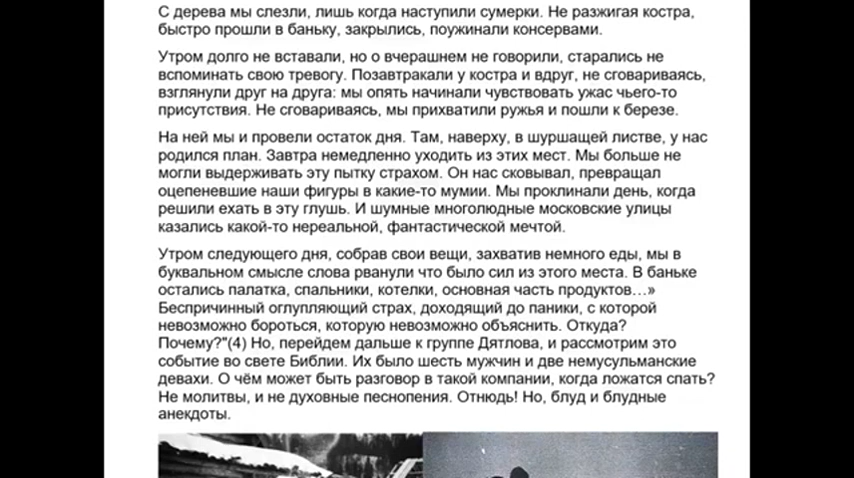 С дерева мы слезли, лишь когда наступили сумерки. Не разжигая костра,
быстро прошли в баньку, закрылись, поужинали консервами.
Утром долго не вставали, но о вчерашнем не говорили, старались не
вспоминать свою тревогу. Позавтракали у костра и вдруг, не сговариваясь,
взглянули друг на друга: мы опять начинали чувствовать ужас чьего-то
присутствия. Не сговариваясь, мы прихватили ружья и пошли к березе.
На ней мы и провели остаток дня. Там, наверху, в шуршащей листве, у нас
родился план. Завтра немедленно уходить из этих мест. Мы больше не
могли выдерживать эту пытку страхом. Он нас сковывал, превращал
оцепеневшие наши фигуры в какие-то мумии. Мы проклинали день, когда
решили ехать в эту глушь. И шумные многолюдные московские улицы
казались какой-то нереальной, фантастической мечтой.
Утром следующего дня, собрав свои вещи, захватив немного еды, мы в
буквальном смысле слова рванули что было сил из этого места. В баньке
остались палатка, спальники, котелки, основная часть продуктов…»
Беспричинный оглупляющий страх, доходящий до паники, с которой
невозможно бороться, которую невозможно объяснить. Откуда?
Почему?"(4) Но, перейдем дальше к группе Дятлова, и рассмотрим это
событие во свете Библии. Их было шесть мужчин и две немусульманские
девахи. О чём может быть разговор в такой компании, когда ложатся спать?
Не молитвы, и не духовные песнопения. Отнюдь! Но, блуд и блудные
анекдоты.